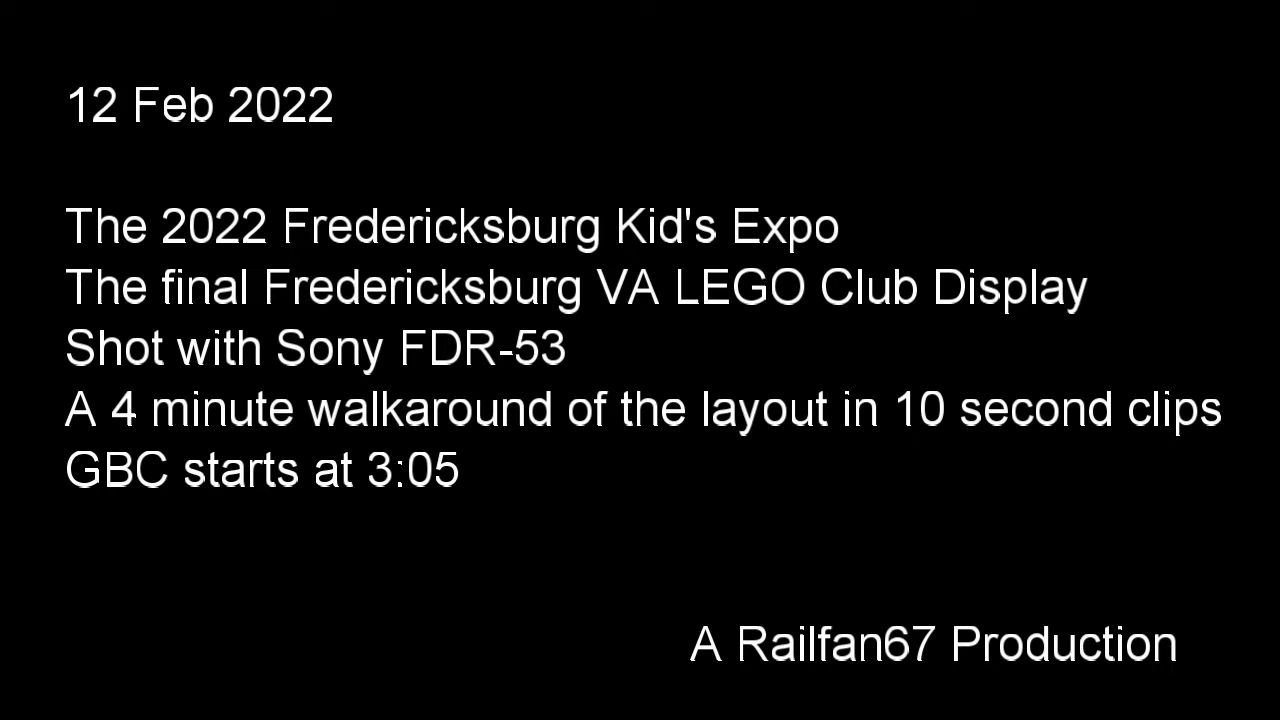 12 Feb 2022
The 2022 Fredericksburg Kid's Expo
The final Fredericksburg VA LEGO Club Display
Shot with Sony FDR-53
A 4 minute walkaround of the layout in 10 second clips
GBC starts at 3:05
A Railfan67 Production